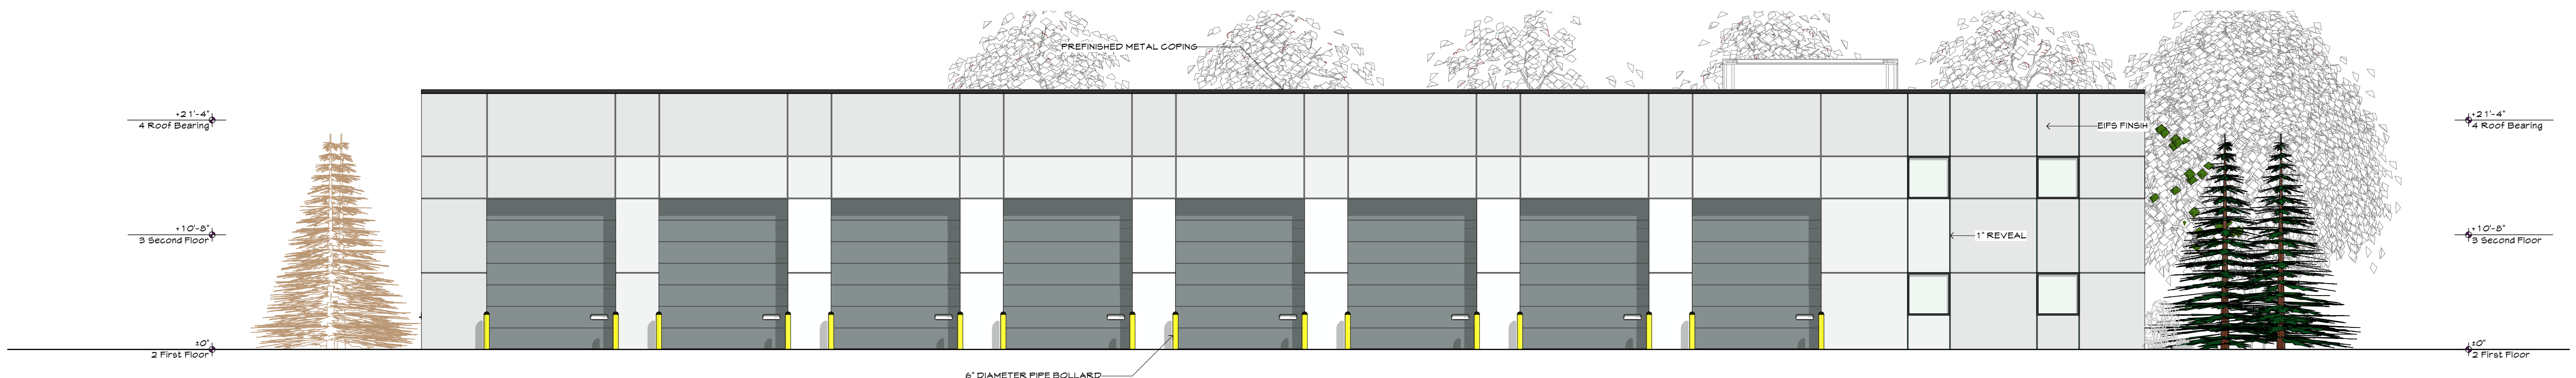 PREFINISHED METAL COPING
+21'-4"
4 Roof Bearing
+21'-4"
4 Roof Bearing
EIFS FINSIH
+10'-8"
3 Second Floor
1" REVEAL
+10'-8"
3 Second Floor
±0"
2 First Floor
±0"
2 First Floor
6" DIAMETER PIPE BOLLARD